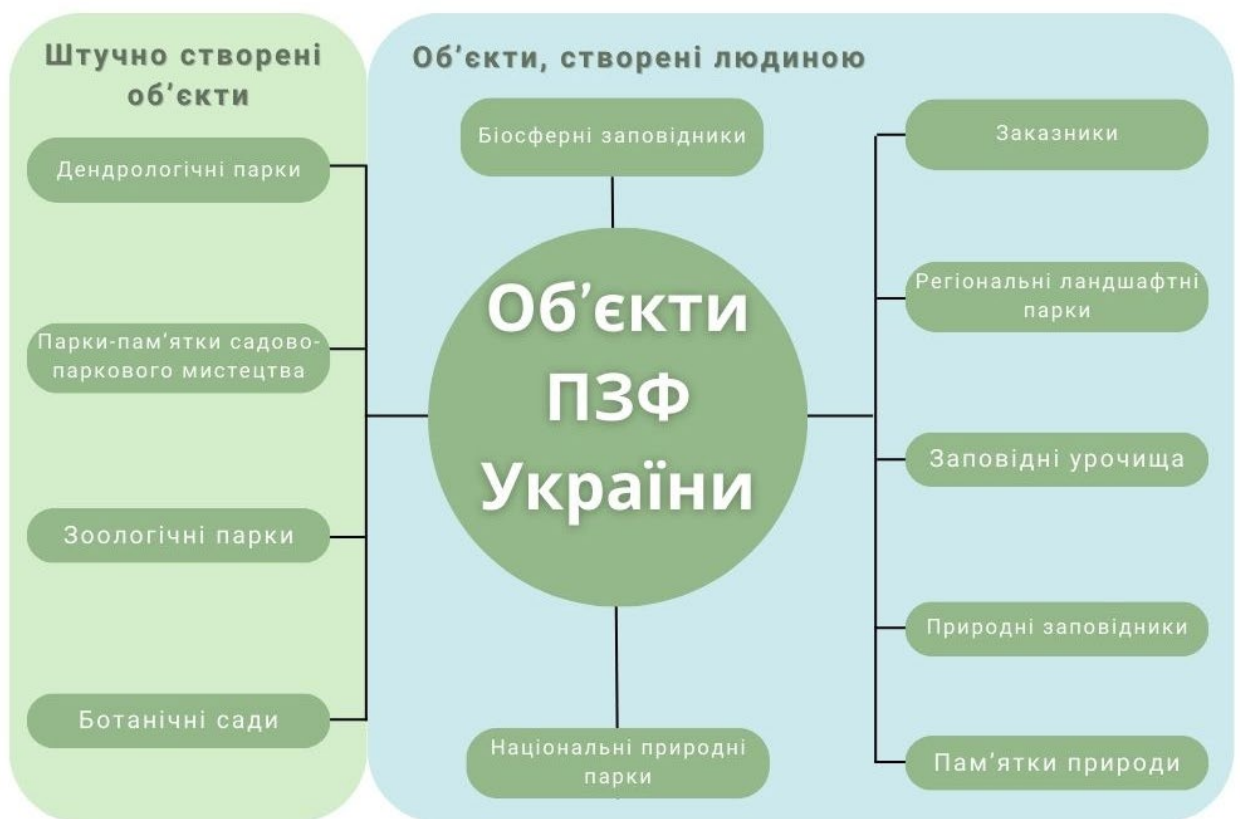 Штучно створені
об’єкти
Дендрологічні парки
Парки-пам’ятки садово-
паркового мистецтва
Зоологічні парки
Ботанічні сади
Об’єкти, створені людиною
Біосферні заповідники
Об’єкти
ПЗФ
України
Національні природні
парки
Заказники
Регіональні ландшафтні
парки
Заповідні урочища
Природні заповідники
Пам’ятки природи